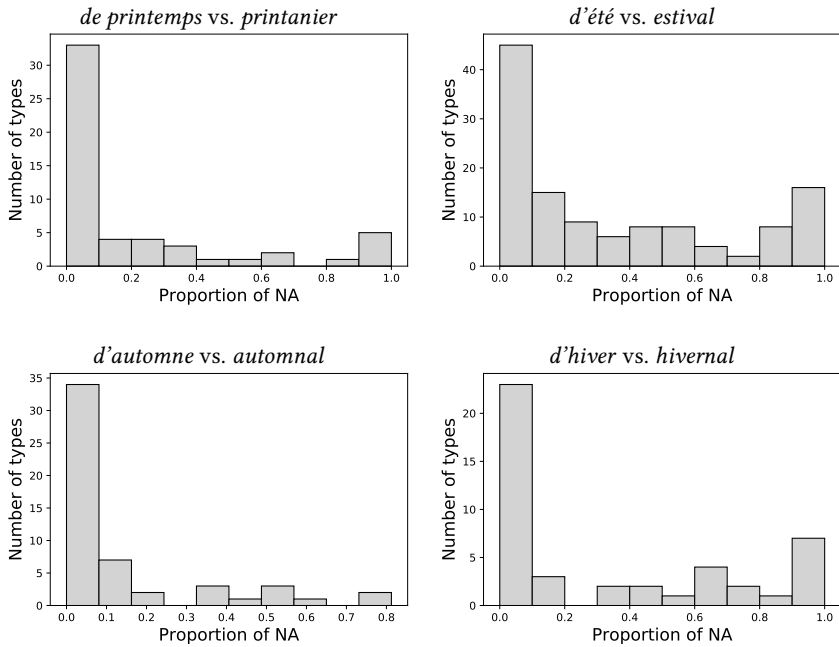 de printemps vs. printanier
Number of types
30
25
20
15
10
5
0
0.0 0.2 0.4 0.6 0.8 1.0
Proportion of NA
d’été vs. estival
Number of types
40
30
20
10
0
0.0 0.2 0.4 0.6 0.8 1.0
Proportion of NA
d’automne vs. automnal
Number of types
35
30
25
20
15
10
5
0
0.0 0.1 0.2 0.3 0.4 0.5 0.6 0.7 0.8
Proportion of NA
d’hiver vs. hivernal
Number of types
20
15
10
5
0
0.0 0.2 0.4 0.6 0.8 1.0
Proportion of NA